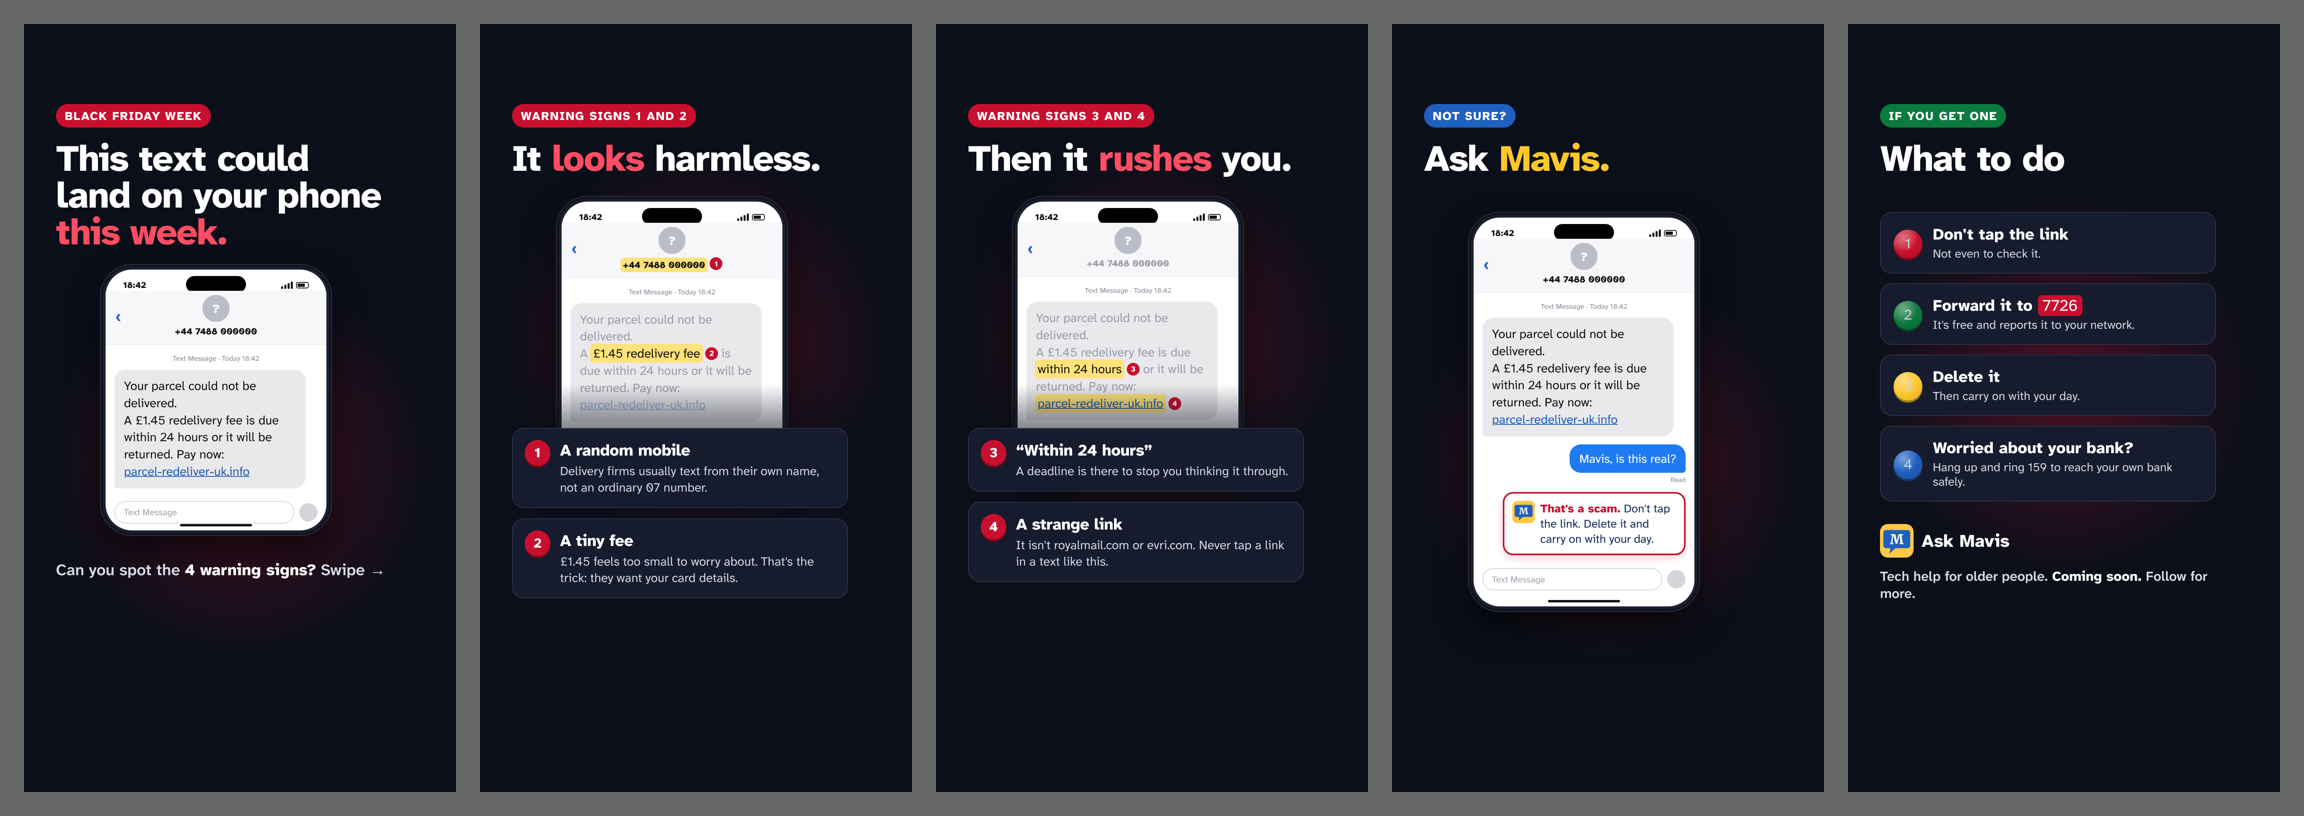 BLACK FRIDAY WEEK
This text could
land on your phone
this week.
18:42
?
+44 7488 000000
Text Message - Today 18:42
Your parcel could not be
delivered.
A £1.45 redelivery fee is due
within 24 hours or it will be
returned. Pay now:
parcel-redeliver-uk.info
Text Message
Can you spot the 4 warning signs? Swipe →
WARNING SIGNS 1 AND 2
It looks harmless.
18:42
?
+44 7488 000000 1
Text Message - Today 18:42
Your parcel could not be
delivered.
A £1.45 redelivery fee 2 is
due within 24 hours or it will be
returned. Pay now:
parcel-redeliver-uk.info
1 A random mobile
Delivery firms usually text from their own name,
not an ordinary 07 number.
2 A tiny fee
£1.45 feels too small to worry about. That's the
trick: they want your card details.
WARNING SIGNS 3 AND 4
Then it rushes you.
18:42
?
+44 7488 000000
Text Message - Today 18:42
Your parcel could not be
delivered.
A £1.45 redelivery fee is due
within 24 hours 3 or it will be
returned. Pay now:
parcel-redeliver-uk.info 4
3 “Within 24 hours”
A deadline is there to stop you thinking it through.
4 A strange link
It isn't royalmail.com or evri.com. Never tap a link
in a text like this.
NOT SURE?
Ask Mavis.
18:42
?
+44 7488 000000
Text Message - Today 18:42
Your parcel could not be
delivered.
A £1.45 redelivery fee is due
within 24 hours or it will be
returned. Pay now:
parcel-redeliver-uk.info
Mavis, is this real?
Read
M That's a scam. Don't tap
the link. Delete it and
carry on with your day.
Text Message
IF YOU GET ONE
What to do
1 Don't tap the link
Not even to check it.
2 Forward it to 7726
It's free and reports it to your network.
3 Delete it
Then carry on with your day.
4 Worried about your bank?
Hang up and ring 159 to reach your own bank
safely.
M Ask Mavis
Tech help for older people. Coming soon. Follow for
more.